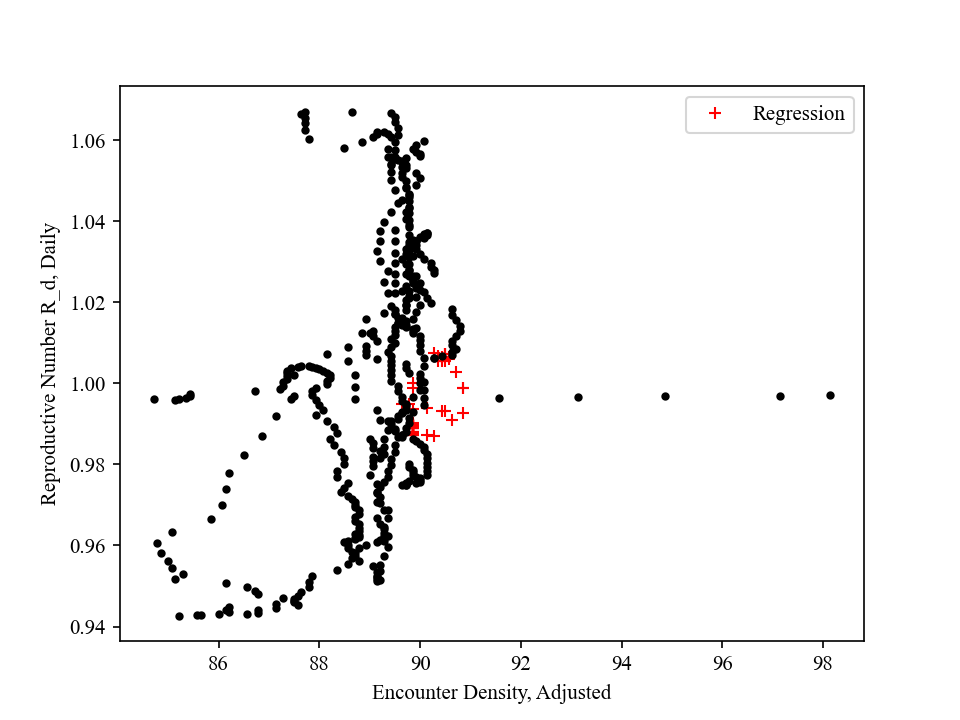 Regression
1.06
1.04
1.02
1.00
0.98
0.96
0.94
Reproductive Number R_d, Daily
86 88 90 92 94 96 98
Encounter Density, Adjusted